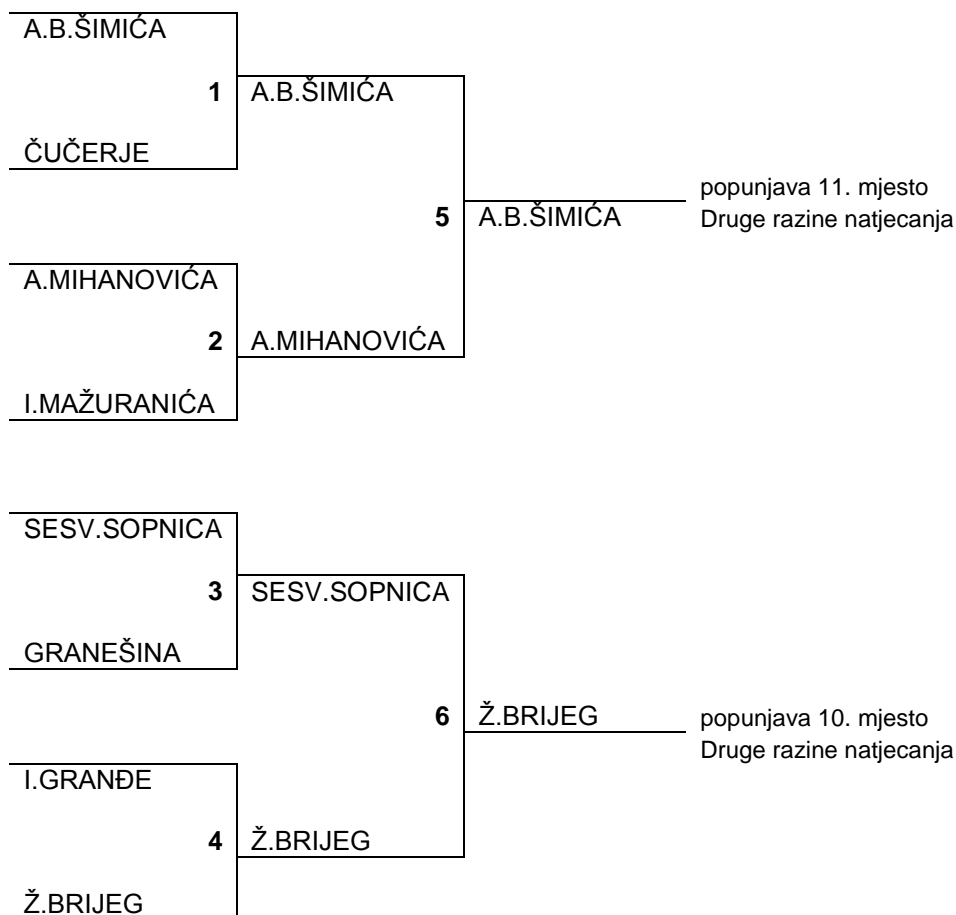 A.B.ŠIMIĆA
1 A.B.ŠIMIĆA
ČUČERJE
popunjava 11. mjesto
5 A.B.ŠIMIĆA
Druge razine natjecanja
A.MIHANOVIĆA
2 A.MIHANOVIĆA
I.MAŽURANIĆA
SESV.SOPNICA
3 SESV.SOPNICA
GRANEŠINA
6 Ž.BRIJEG
popunjava 10. mjesto
Druge razine natjecanja
I.GRANĐE
4 Ž.BRIJEG
Ž.BRIJEG